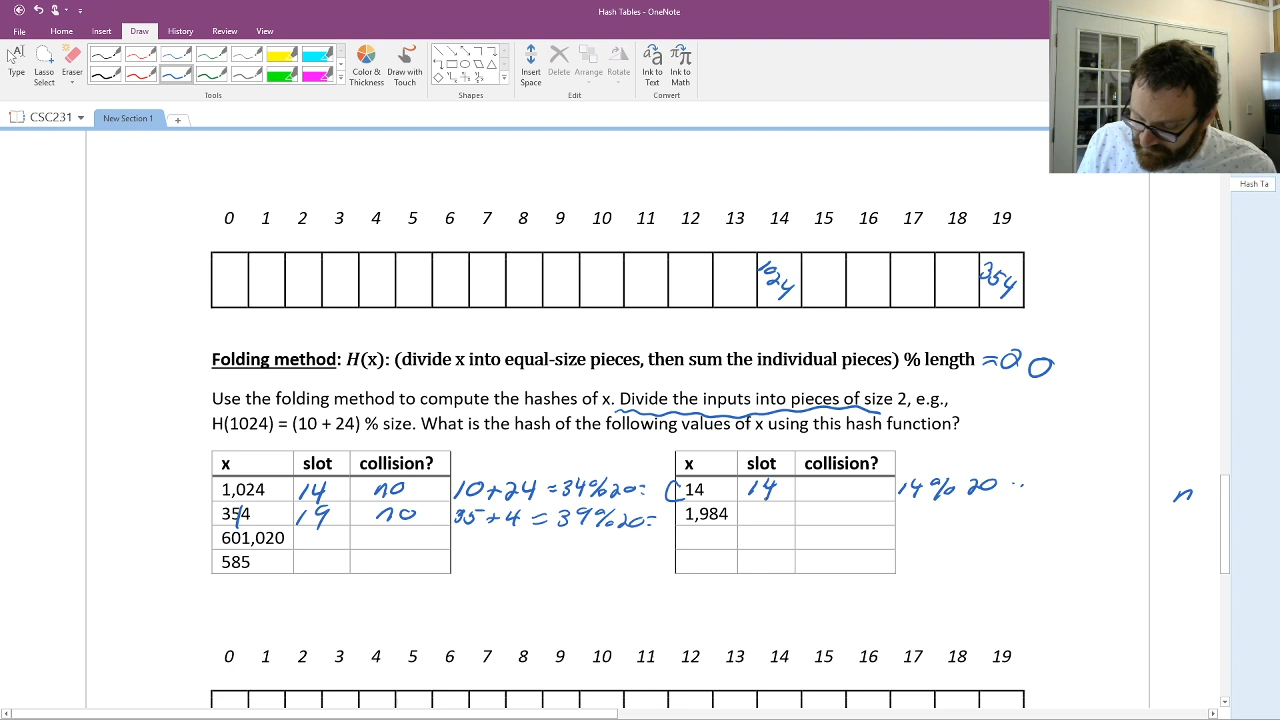 Hash Tables - OneNote
File Home Insert Draw History Review View
Type Lasso Select Eraser Color & Thickness Draw with Touch Insert Space Delete Arrange Rotate Ink to Text Ink to Math
Tools Shapes Edit Convert
CSC231 New Section 1 +
Hash Ta
0 1 2 3 4 5 6 7 8 9 10 11 12 13 14 15 16 17 18 19
1024 354
Folding method: H(x): (divide x into equal-size pieces, then sum the individual pieces) % length = 20
Use the folding method to compute the hashes of x. Divide the inputs into pieces of size 2, e.g.,
H(1024) = (10 + 24) % size. What is the hash of the following values of x using this hash function?
x slot collision? x slot collision?
1,024 14 no 10+24 = 34%20= 14 14 14 % 20 .. n
354 19 no 35+4 = 39%20= 1,984
601,020
585
0 1 2 3 4 5 6 7 8 9 10 11 12 13 14 15 16 17 18 19